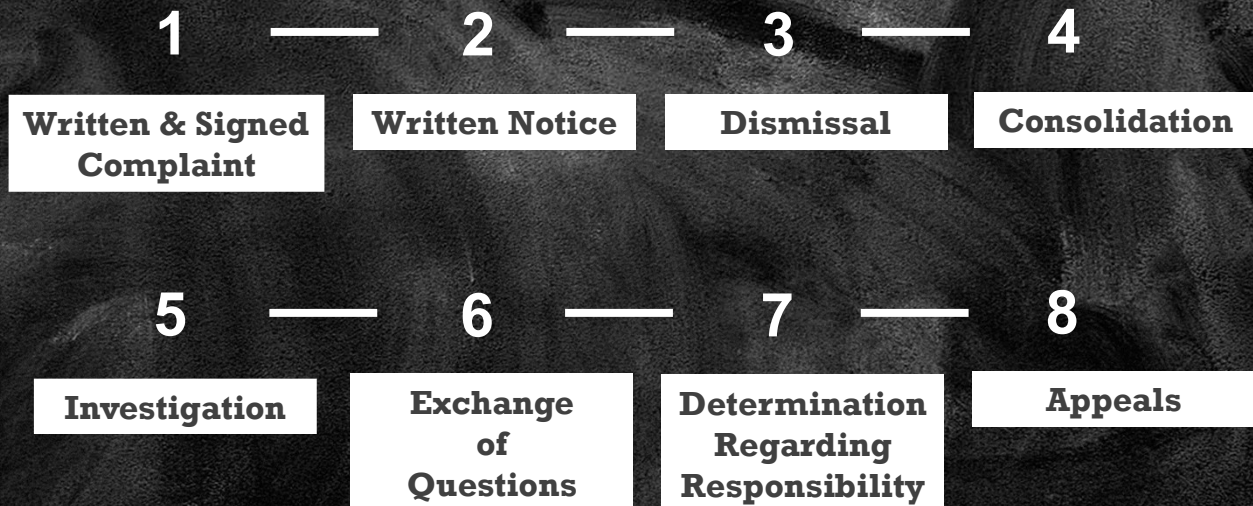 1
2
3
4
Written & Signed
Complaint
Written Notice
Dismissal
Consolidation
5
6
7
8
Investigation
Exchange
of
Questions
Determination
Regarding
Responsibility
Appeals